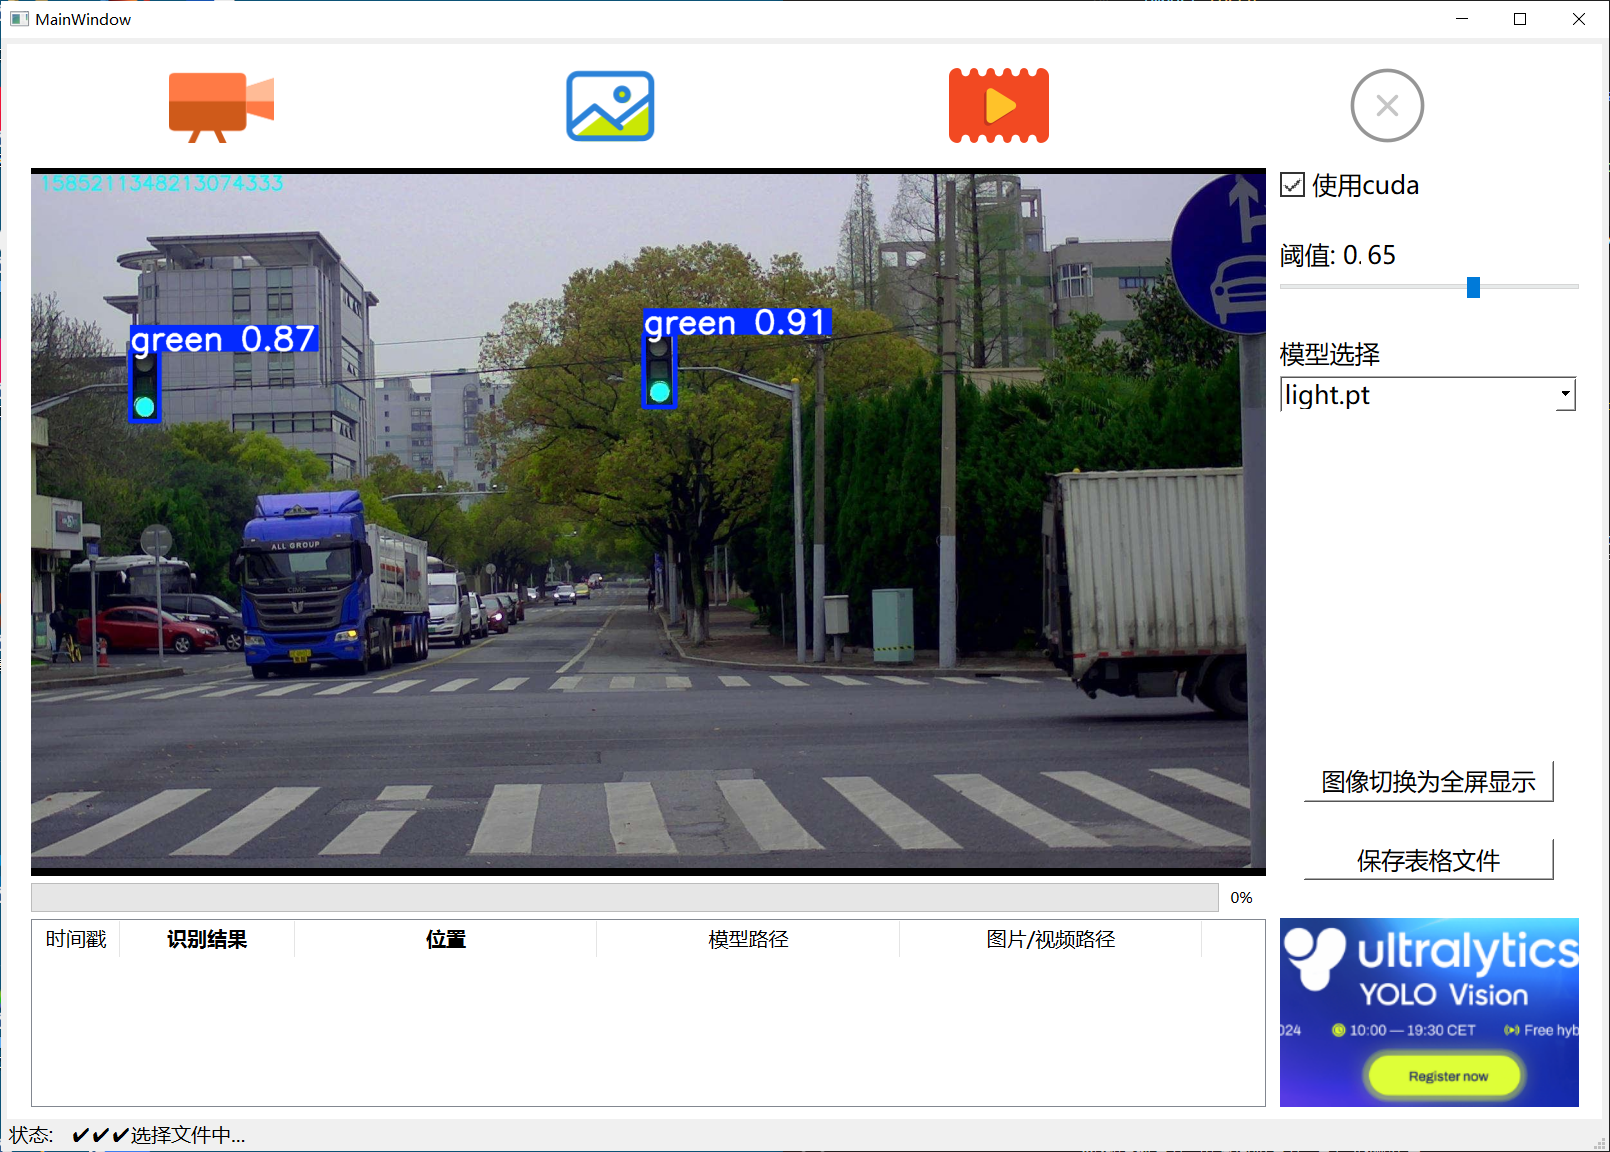 MainWindow
1585211348213074333
使用cuda
阈值: 0.65
green 0.87
green 0.91
模型选择
light.pt
ALL GROUP
CIMC
图像切换为全屏显示
保存表格文件
0%
时间戳 识别结果 位置 模型路径 图片/视频路径
ultralytics
YOLO Vision
024 10:00 — 19:30 CET Free hyb
Register now
状态: ✔✔✔选择文件中...